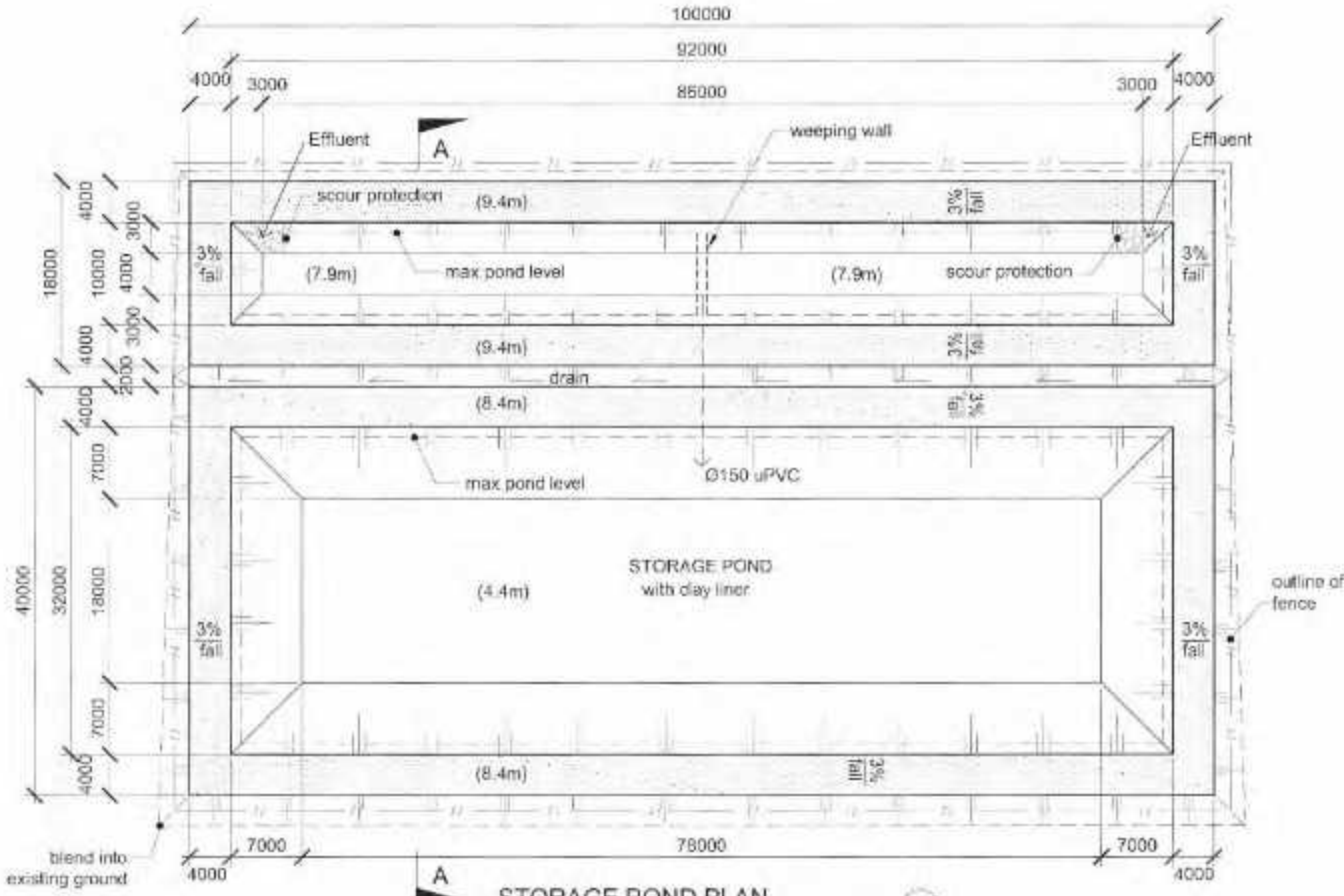 100000
92000
4000
3000
86000
3000
4000
Effluent
A
weeping wall
Effluent
scour protection
(9.4m)
3%
fall
4000
3000
18000
10000
4000
3000
4000
2000
3%
fall
(7.9m)
max pond level
(7.9m)
scour protection
3%
fall
(9.4m)
3%
fall
drain
(8.4m)
3%
fall
4000
7000
max pond level
Ø150 uPVC
40000
32000
18000
STORAGE POND
with clay liner
(4.4m)
outline of
fence
3%
fall
3%
fall
7000
4000
(8.4m)
3%
fall
blend into
existing ground
4000
7000
78000
7000
4000
A
STORAGE POND PLAN